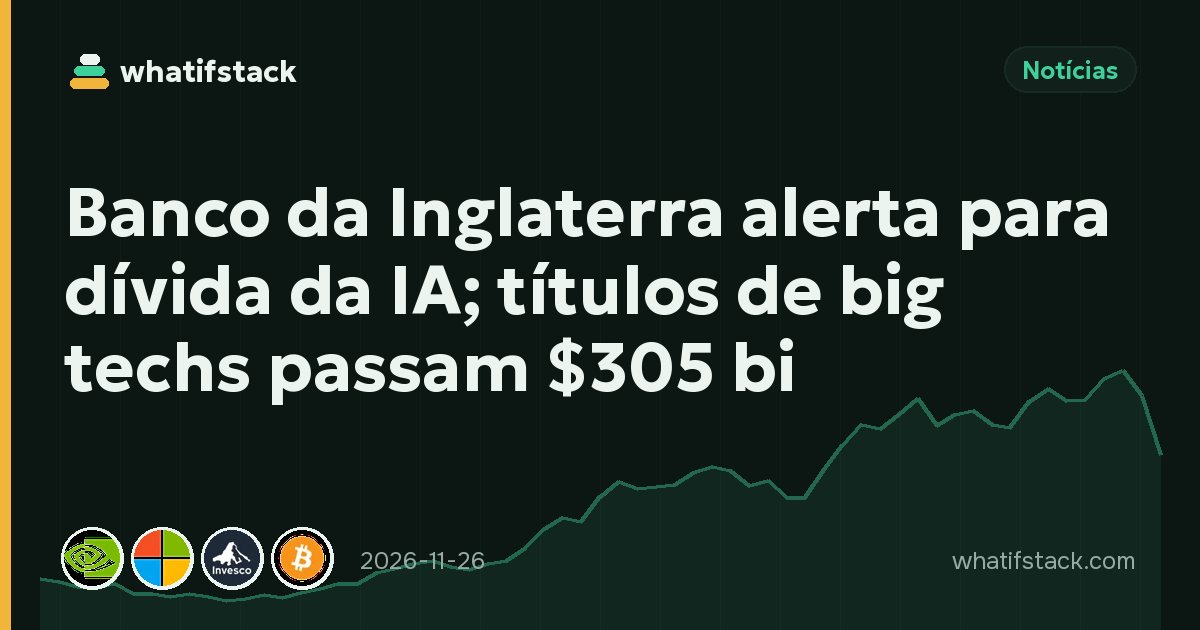 whatifstack
Notícias
Banco da Inglaterra alerta para
dívida da IA; títulos de big
techs passam $305 bi
Invesco
2026-11-26
whatifstack.com